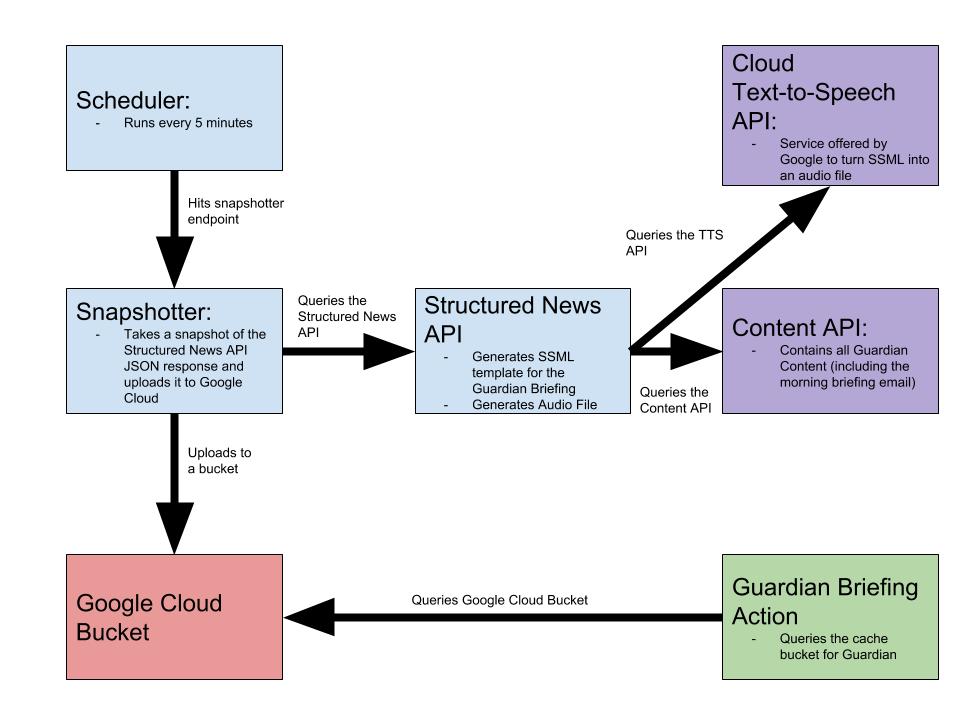 Scheduler:
- Runs every 5 minutes
Hits snapshotter
endpoint
Cloud
Text-to-Speech
API:
- Service offered by
Google to turn SSML into
an audio file
Queries the TTS
API
Snapshotter:
- Takes a snapshot of the
Structured News API
JSON response and
uploads it to Google
Cloud
Queries the
Structured News
API
Structured News
API
- Generates SSML
template for the
Guardian Briefing
- Generates Audio File
Queries the
Content API
Content API:
- Contains all Guardian
Content (including the
morning briefing email)
Uploads to
a bucket
Google Cloud
Bucket
Queries Google Cloud Bucket
Guardian Briefing
Action
- Queries the cache
bucket for Guardian